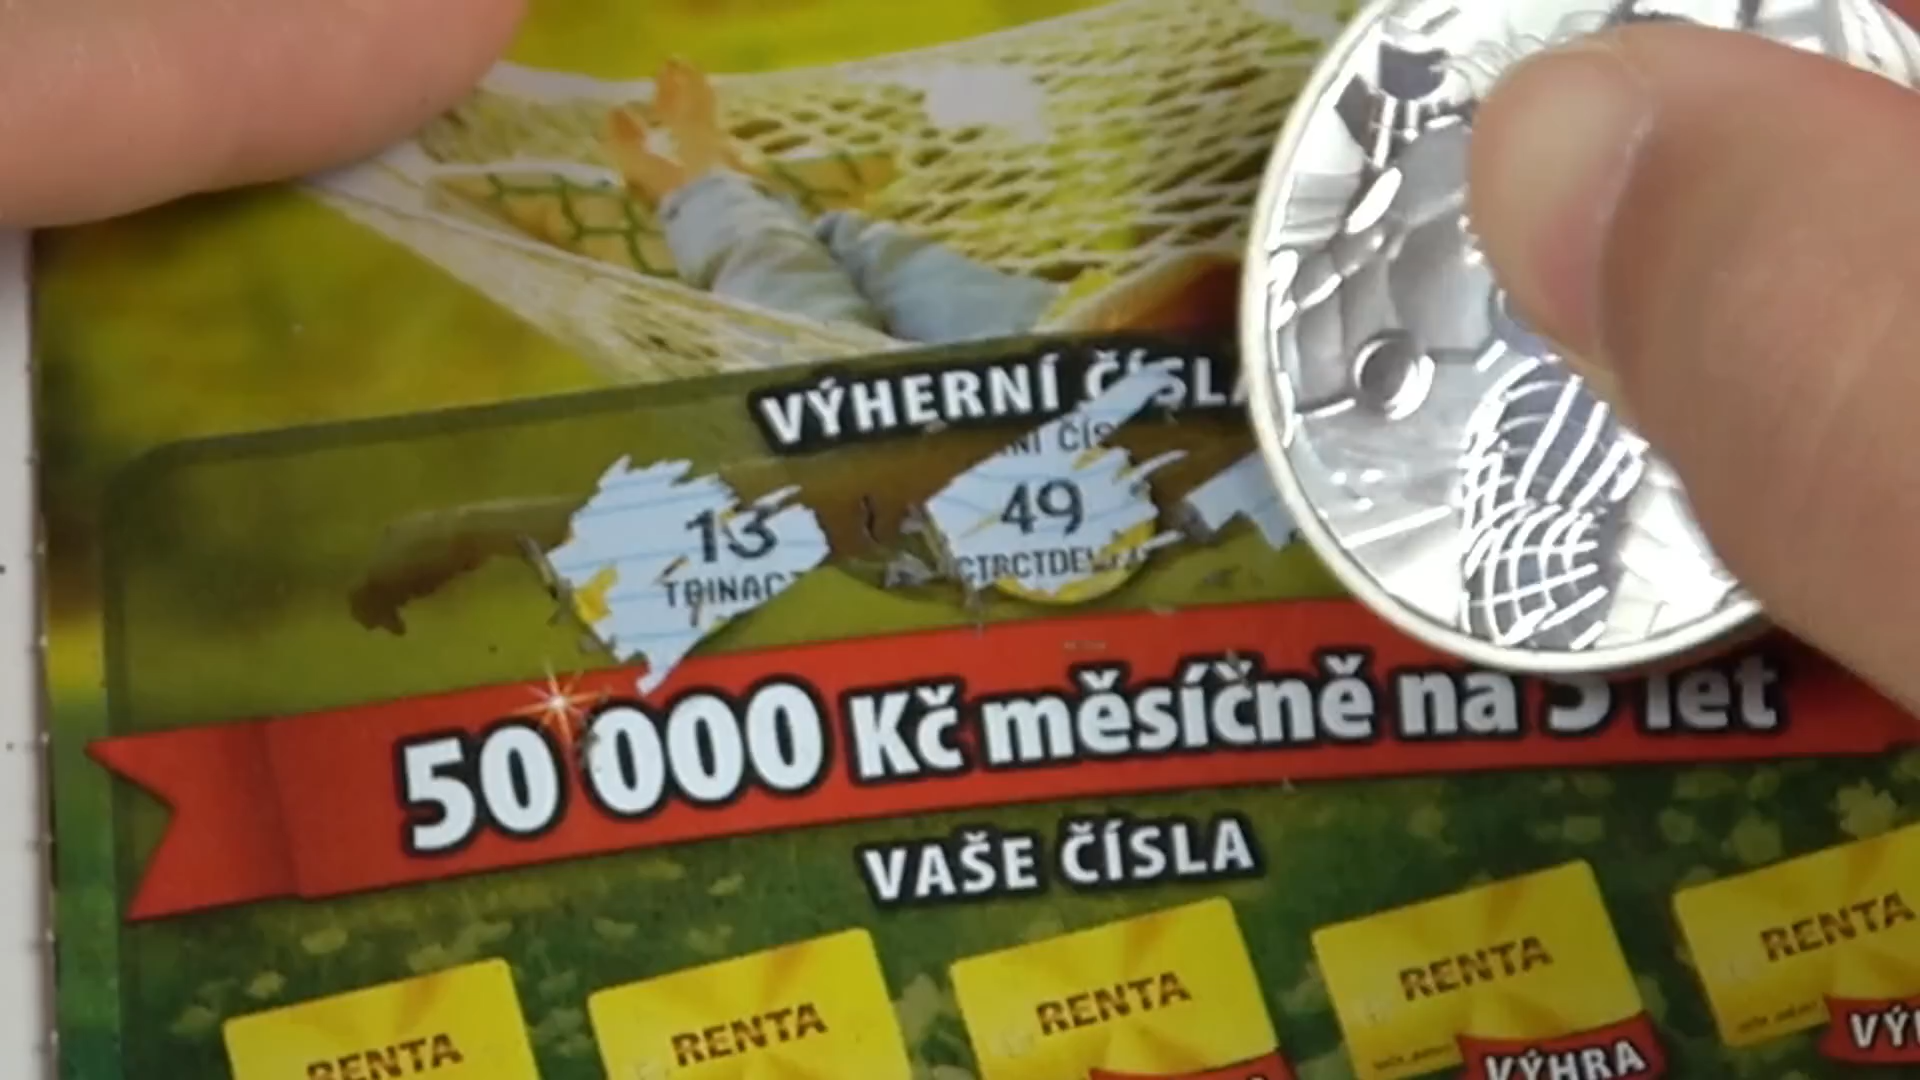 VÝHERNÍ ČÍSLA
13
49
50 000 Kč měsíčně na 5 let
VAŠE ČÍSLA
RENTA
RENTA
RENTA
RENTA
RENTA
VÝHRA